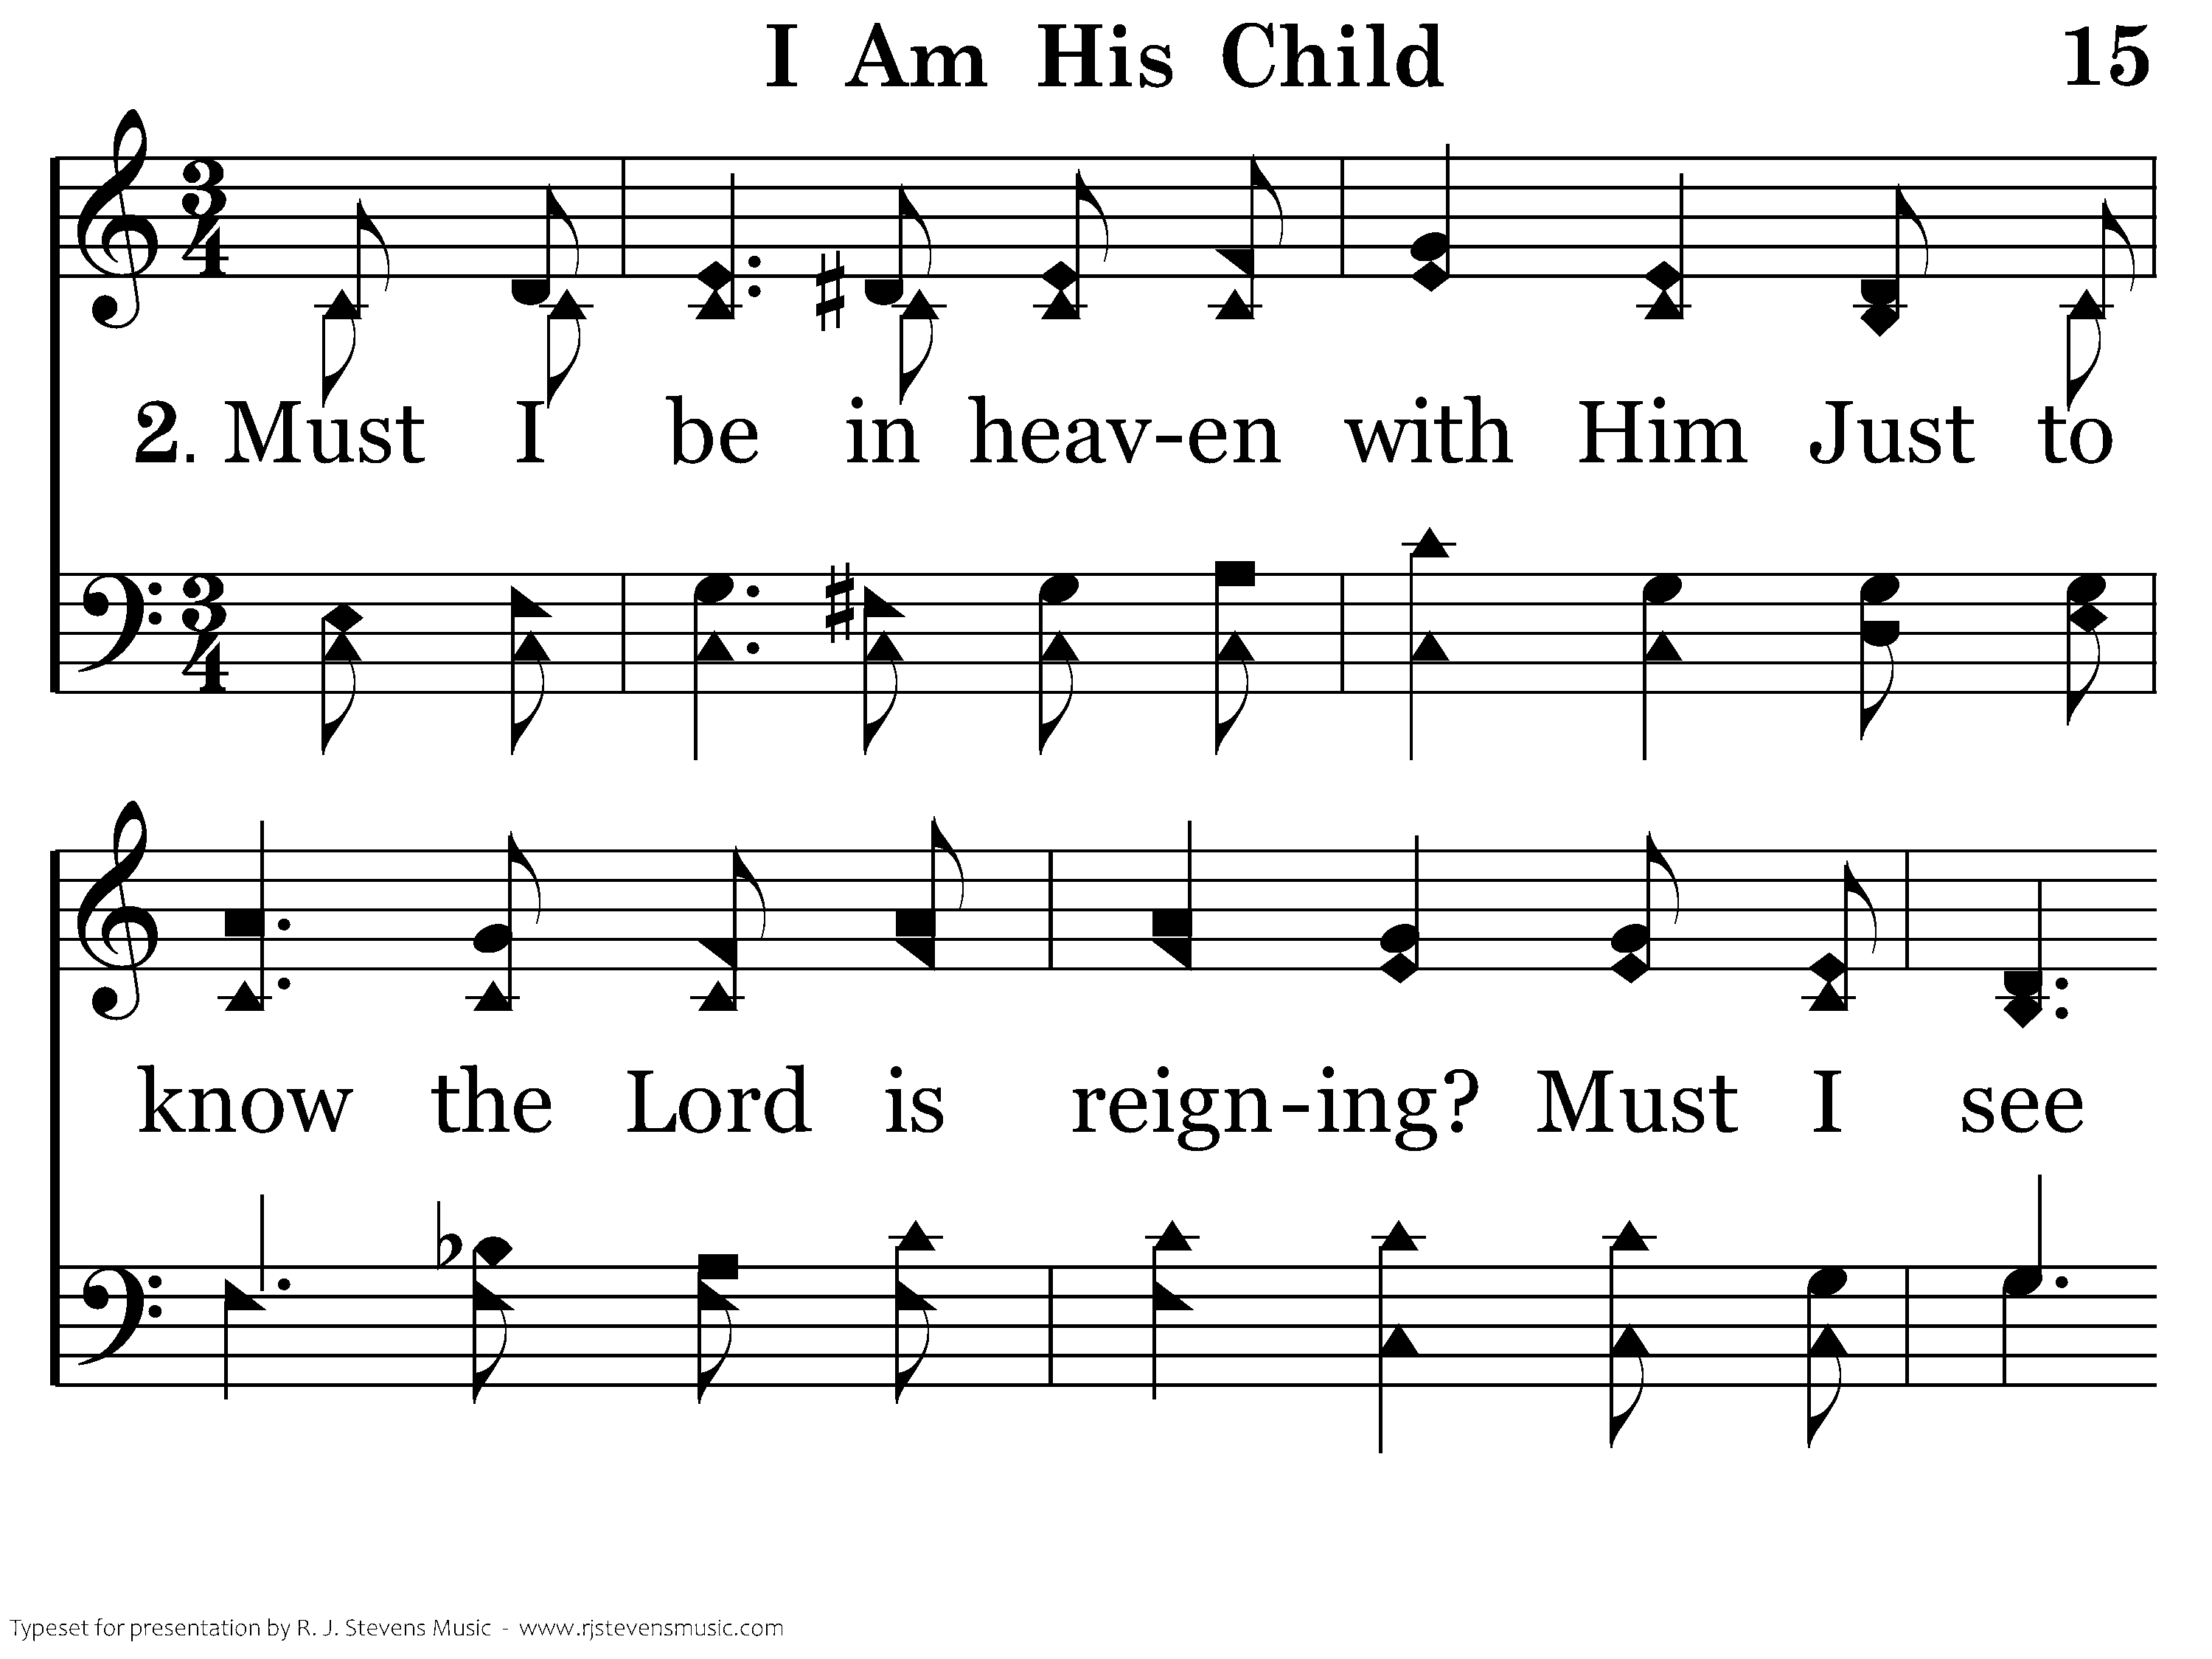 I Am His Child 15
2. Must I be in heav-en with Him Just to
know the Lord is reign-ing? Must I see
Typeset for presentation by R. J. Stevens Music - www.rjstevensmusic.com